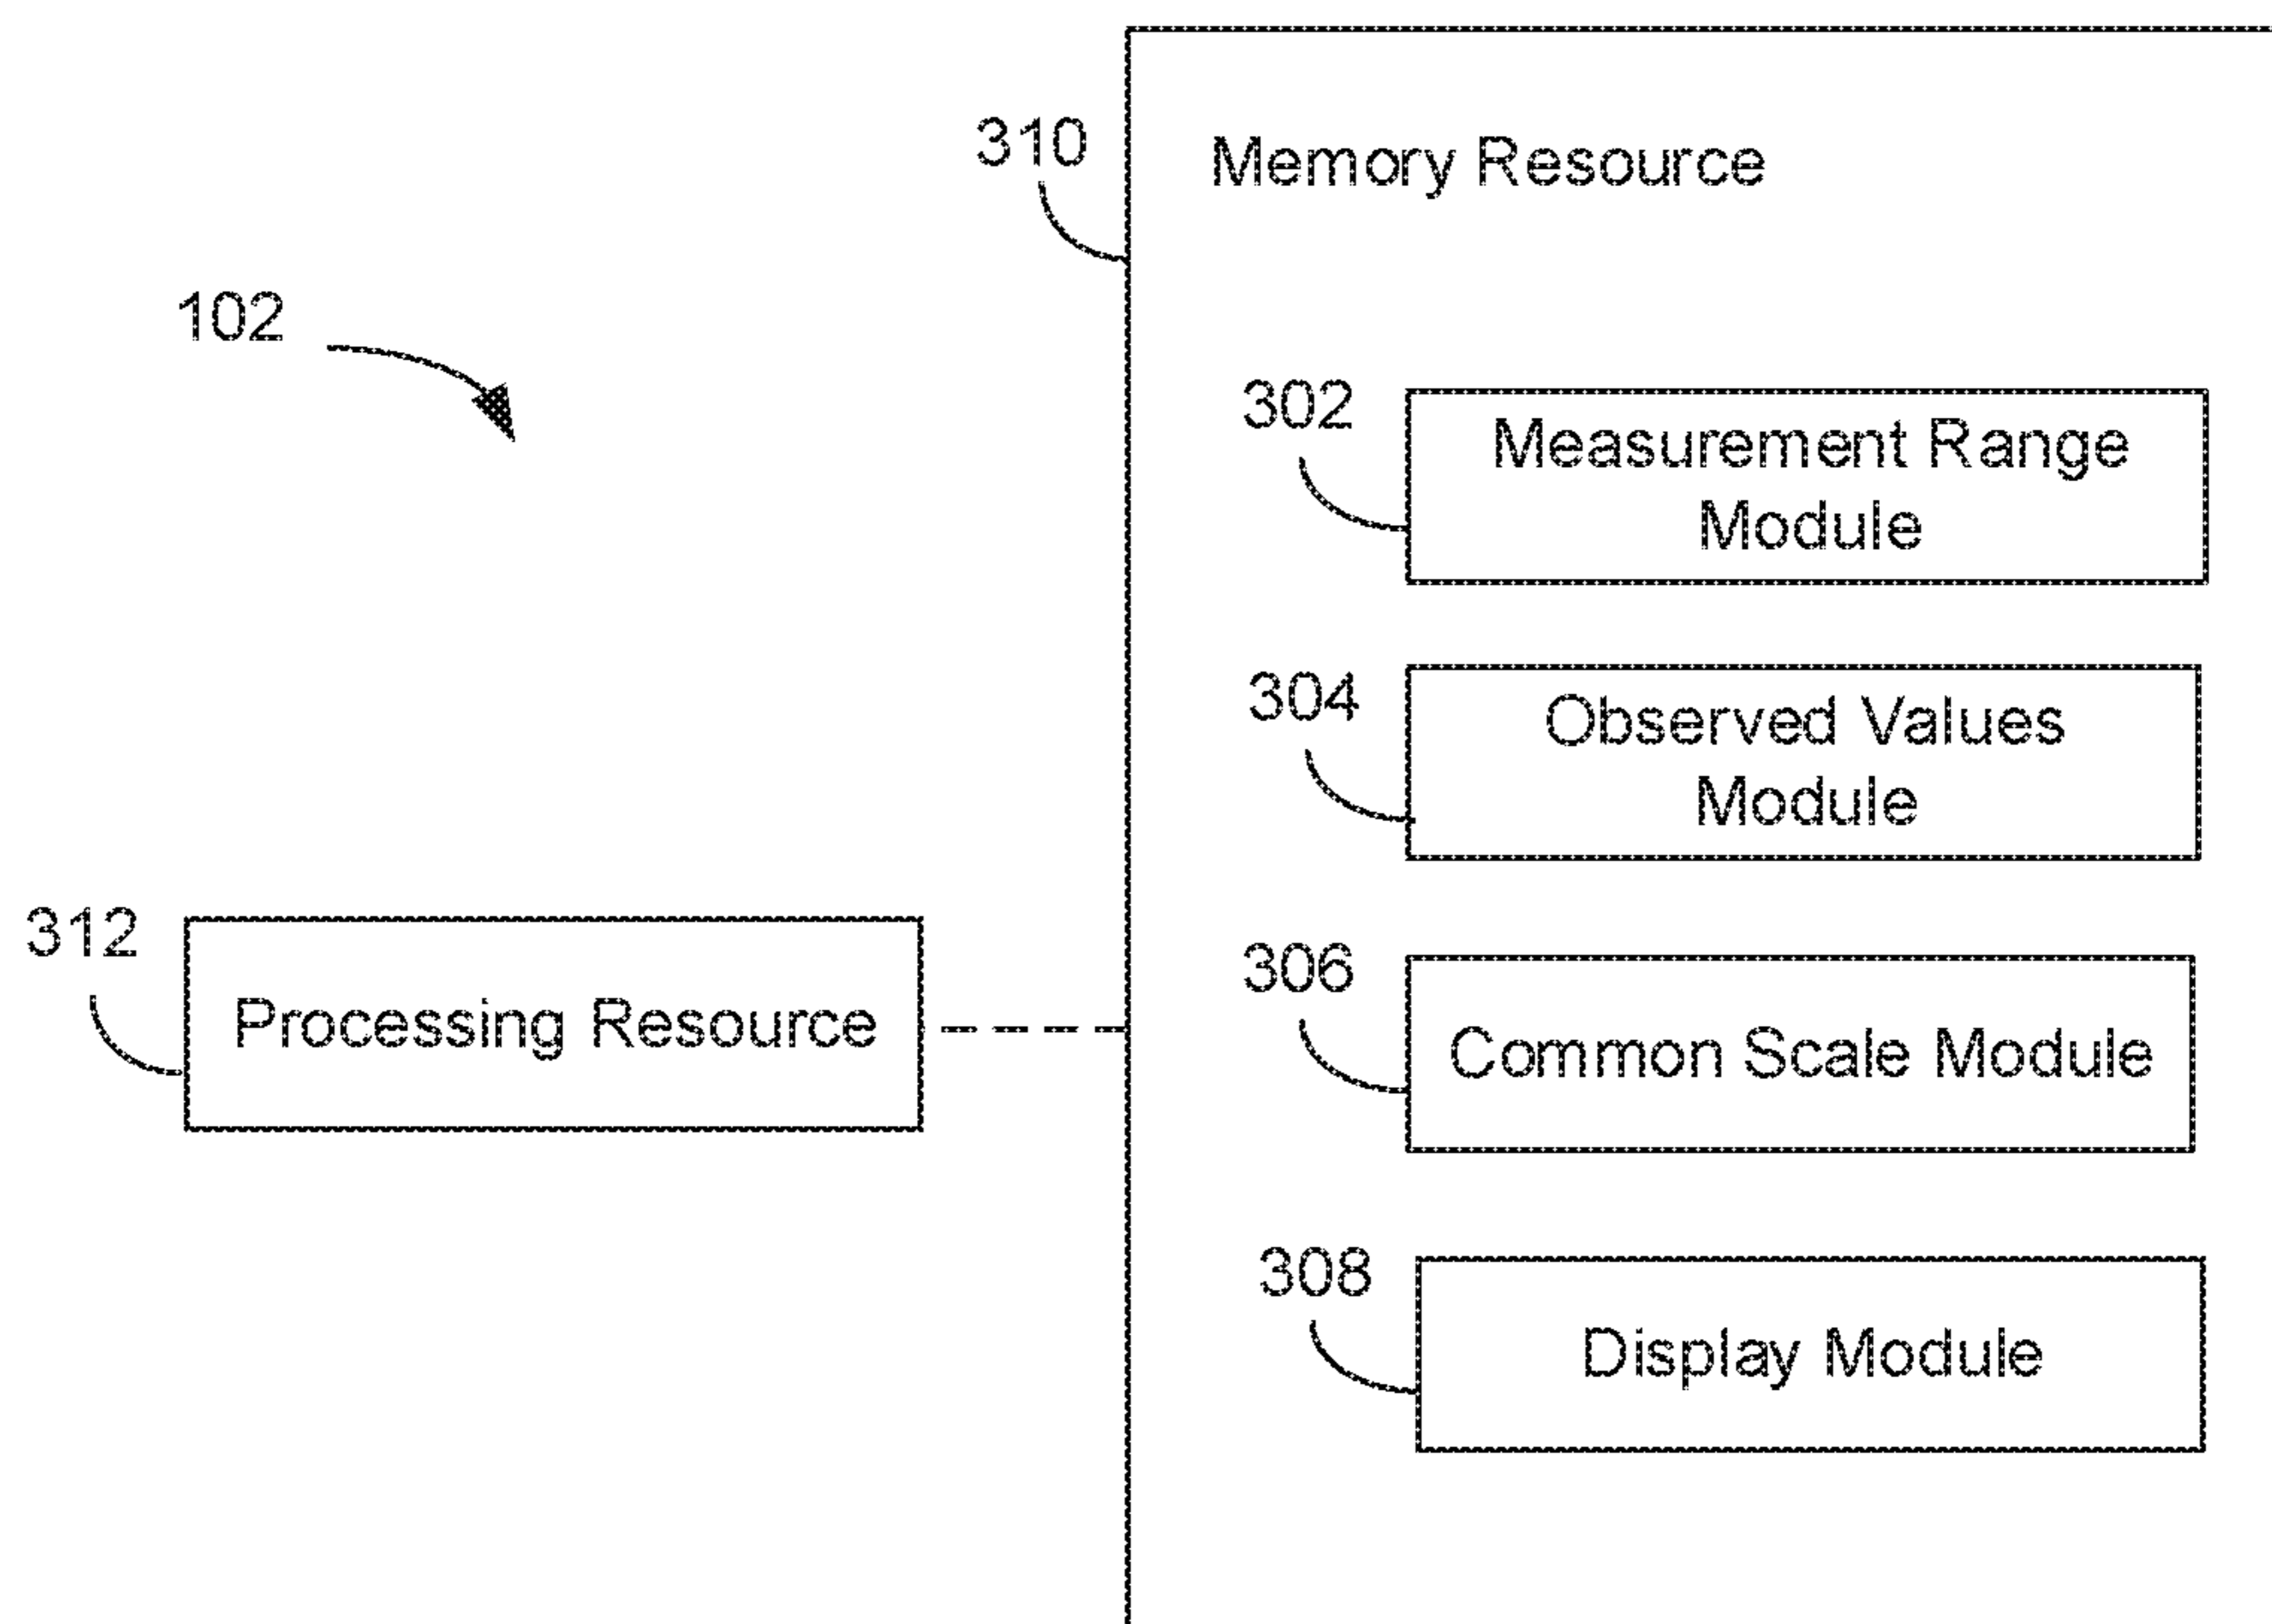 310
Memory Resource
102
302
Measurement Range
Module
304
Observed Values
Module
312
Processing Resource
306
Common Scale Module
308
Display Module